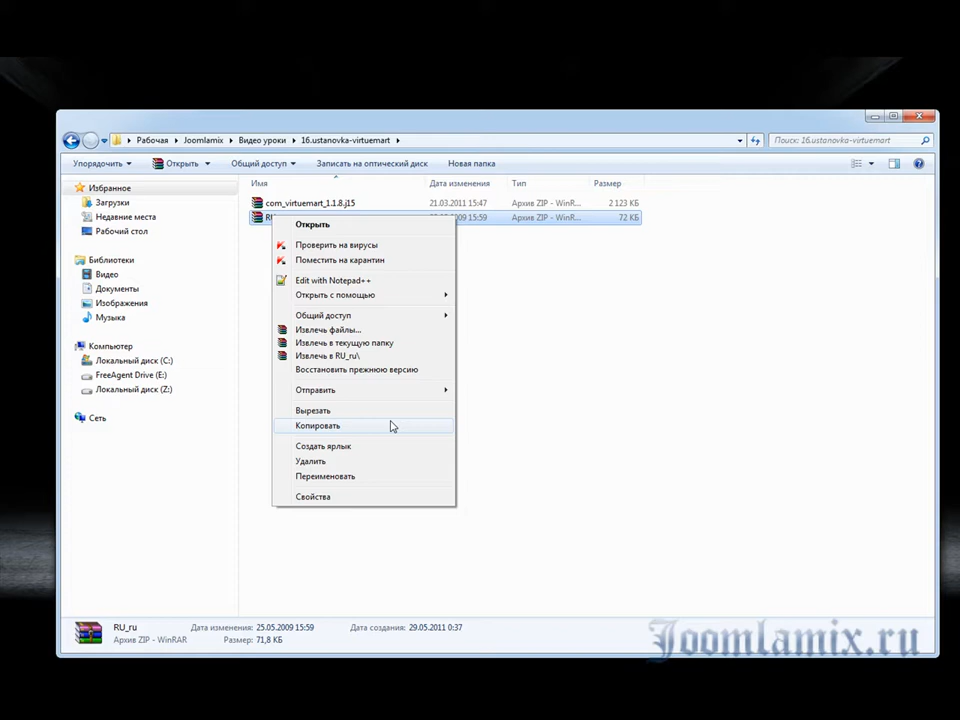 Рабочая ▸ Joomlamix ▸ Видео уроки ▸ 16.ustanovka-virtuemart ▸
Поиск: 16.ustanovka-virtuemart
Упорядочить Открыть Общий доступ Записать на оптический диск Новая папка
Имя Дата изменения Тип Размер
com_virtuemart_1.1.8.j15 21.03.2011 15:47 Архив ZIP - WinR... 2 123 КБ
2009 15:59 Архив ZIP - WinR... 72 КБ
Избранное
Загрузки
Недавние места
Рабочий стол
Библиотеки
Видео
Документы
Изображения
Музыка
Компьютер
Локальный диск (C:)
FreeAgent Drive (E:)
Локальный диск (Z:)
Сеть
Открыть
Проверить на вирусы
Поместить на карантин
Edit with Notepad++
Открыть с помощью
Общий доступ
Извлечь файлы...
Извлечь в текущую папку
Извлечь в RU_ru\
Восстановить прежнюю версию
Отправить
Вырезать
Копировать
Создать ярлык
Удалить
Переименовать
Свойства
RU_ru Дата изменения: 25.05.2009 15:59 Дата создания: 29.05.2011 0:37
Архив ZIP - WinRAR Размер: 71,8 КБ
Joomlamix.ru